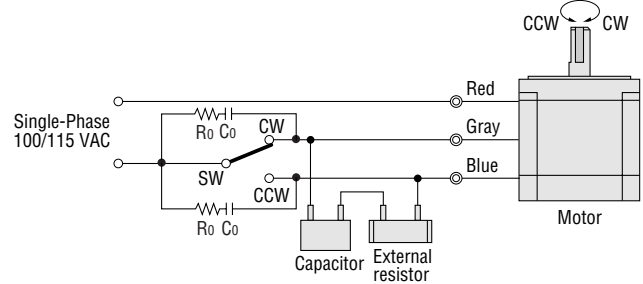 CCW CW
Red
Single-Phase
100/115 VAC
R0 C0
CW
Gray
SW
CCW
Blue
R0 C0
Motor
Capacitor
External
resistor